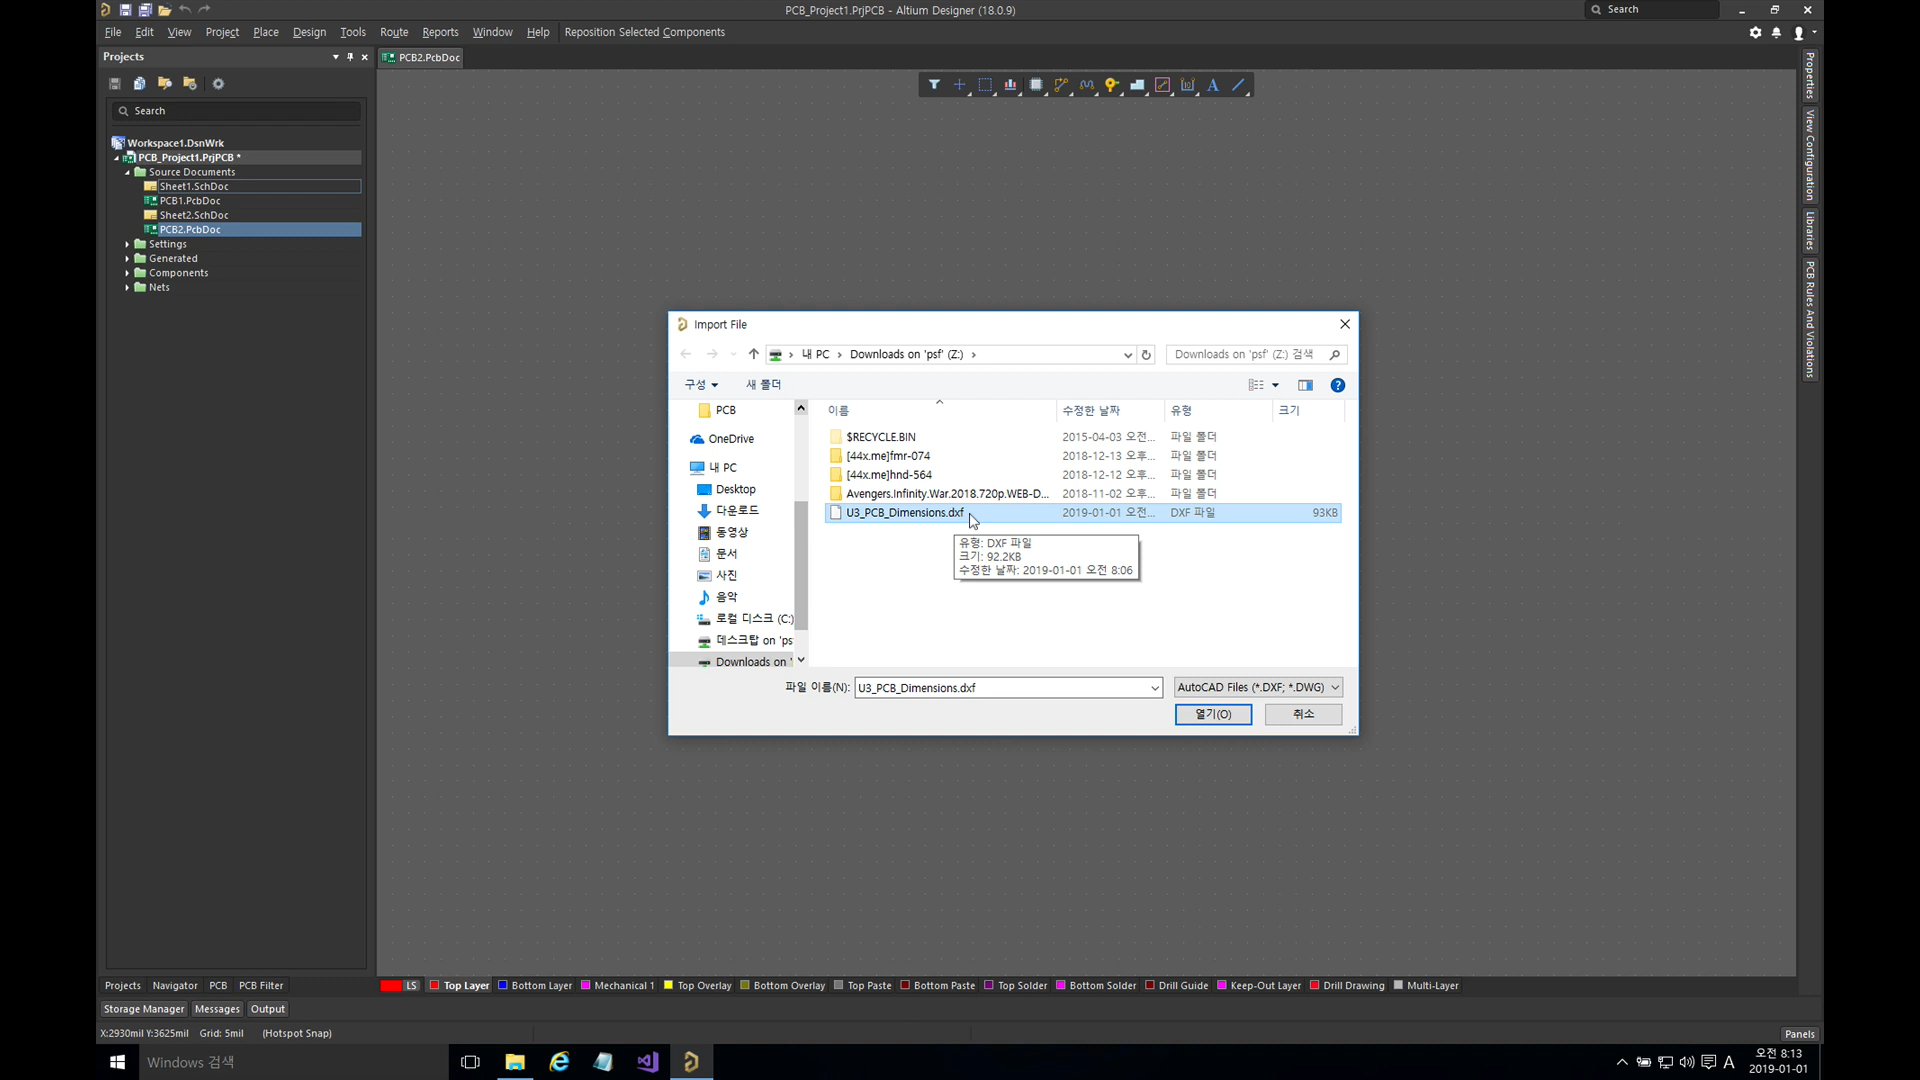 PCB_Project1.PrjPCB - Altium Designer (18.0.9)
Search
File Edit View Project Place Design Tools Route Reports Window Help Reposition Selected Components
Projects
PCB2.PcbDoc
Search
Workspace1.DsnWrk
PCB_Project1.PrjPCB *
Source Documents
Sheet1.SchDoc
PCB1.PcbDoc
Sheet2.SchDoc
PCB2.PcbDoc
Settings
Generated
Components
Nets
Properties
View Configuration
Libraries
PCB Rules And Violations
Import File
내 PC › Downloads on 'psf' (Z:) ›
Downloads on 'psf' (Z:) 검색
구성 새 폴더
PCB
OneDrive
내 PC
Desktop
다운로드
동영상
문서
사진
음악
로컬 디스크 (C:)
데스크탑 on 'ps
Downloads on '
이름 수정한 날짜 유형 크기
$RECYCLE.BIN 2015-04-03 오전... 파일 폴더
[44x.me]fmr-074 2018-12-13 오후... 파일 폴더
[44x.me]hnd-564 2018-12-12 오후... 파일 폴더
Avengers.Infinity.War.2018.720p.WEB-D... 2018-11-02 오후... 파일 폴더
U3_PCB_Dimensions.dxf 2019-01-01 오전... DXF 파일 93KB
유형: DXF 파일
크기: 92.2KB
수정한 날짜: 2019-01-01 오전 8:06
파일 이름(N): U3_PCB_Dimensions.dxf AutoCAD Files (*.DXF; *.DWG)
열기(O) 취소
Projects Navigator PCB PCB Filter
LS Top Layer Bottom Layer Mechanical 1 Top Overlay Bottom Overlay Top Paste Bottom Paste Top Solder Bottom Solder Drill Guide Keep-Out Layer Drill Drawing Multi-Layer
Storage Manager Messages Output
X:2930mil Y:3625mil Grid: 5mil (Hotspot Snap)
Panels
Windows 검색
A
오전 8:13
2019-01-01